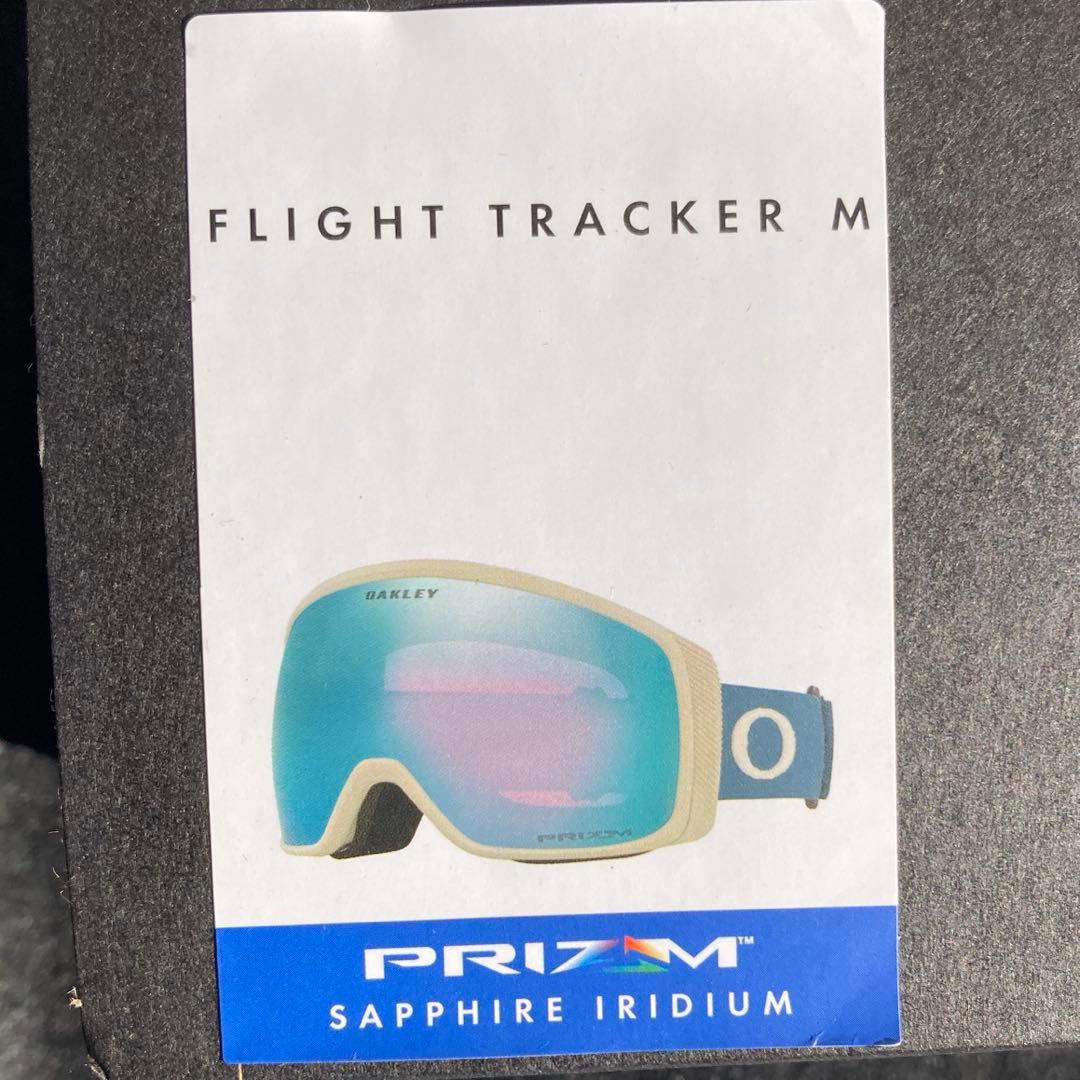 FLIGHT TRACKER M
OAKLEY
O
PRIZM
PRIZM™
SAPPHIRE IRIDIUM